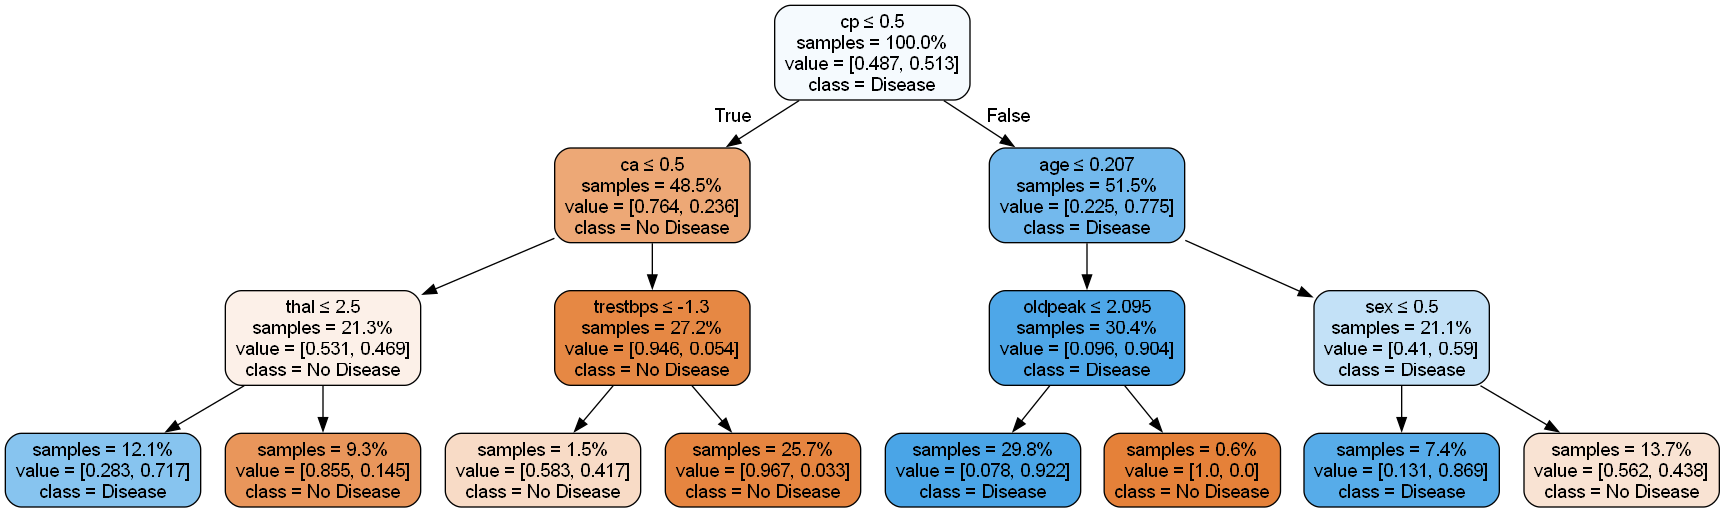 cp ≤ 0.5
samples = 100.0%
value = [0.487, 0.513]
class = Disease
True
False
ca ≤ 0.5
samples = 48.5%
value = [0.764, 0.236]
class = No Disease
age ≤ 0.207
samples = 51.5%
value = [0.225, 0.775]
class = Disease
thal ≤ 2.5
samples = 21.3%
value = [0.531, 0.469]
class = No Disease
trestbps ≤ -1.3
samples = 27.2%
value = [0.946, 0.054]
class = No Disease
oldpeak ≤ 2.095
samples = 30.4%
value = [0.096, 0.904]
class = Disease
sex ≤ 0.5
samples = 21.1%
value = [0.41, 0.59]
class = Disease
samples = 12.1%
value = [0.283, 0.717]
class = Disease
samples = 9.3%
value = [0.855, 0.145]
class = No Disease
samples = 1.5%
value = [0.583, 0.417]
class = No Disease
samples = 25.7%
value = [0.967, 0.033]
class = No Disease
samples = 29.8%
value = [0.078, 0.922]
class = Disease
samples = 0.6%
value = [1.0, 0.0]
class = No Disease
samples = 7.4%
value = [0.131, 0.869]
class = Disease
samples = 13.7%
value = [0.562, 0.438]
class = No Disease